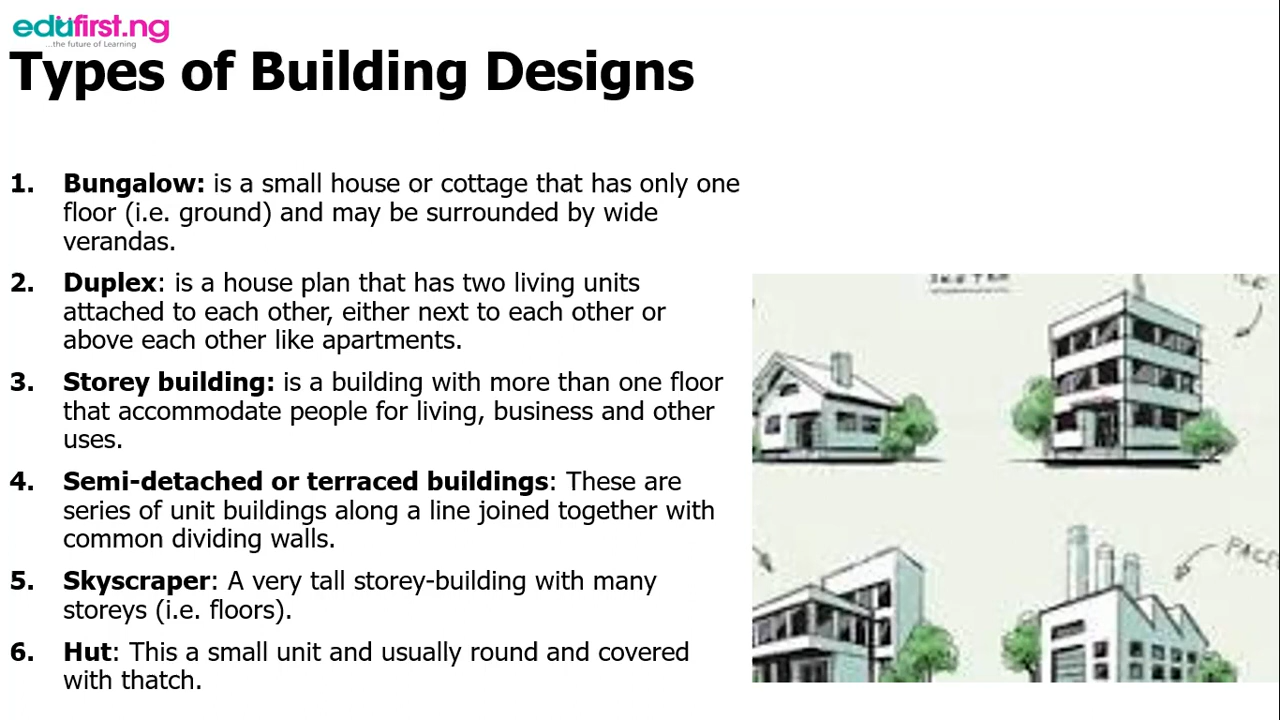 edufirst.ng
...the future of Learning
Types of Building Designs
1. Bungalow: is a small house or cottage that has only one
floor (i.e. ground) and may be surrounded by wide
verandas.
2. Duplex: is a house plan that has two living units
attached to each other, either next to each other or
above each other like apartments.
3. Storey building: is a building with more than one floor
that accommodate people for living, business and other
uses.
4. Semi-detached or terraced buildings: These are
series of unit buildings along a line joined together with
common dividing walls.
5. Skyscraper: A very tall storey-building with many
storeys (i.e. floors).
6. Hut: This a small unit and usually round and covered
with thatch.